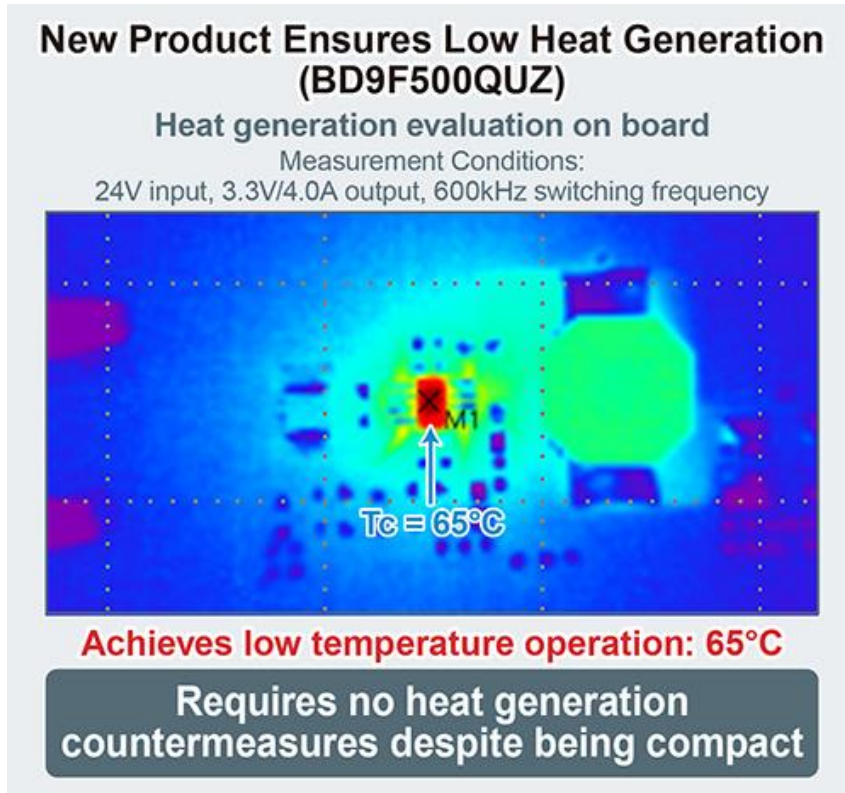 New Product Ensures Low Heat Generation
(BD9F500QUZ)
Heat generation evaluation on board
Measurement Conditions:
24V input, 3.3V/4.0A output, 600kHz switching frequency
M1
Tc = 65°C
Achieves low temperature operation: 65°C
Requires no heat generation
countermeasures despite being compact